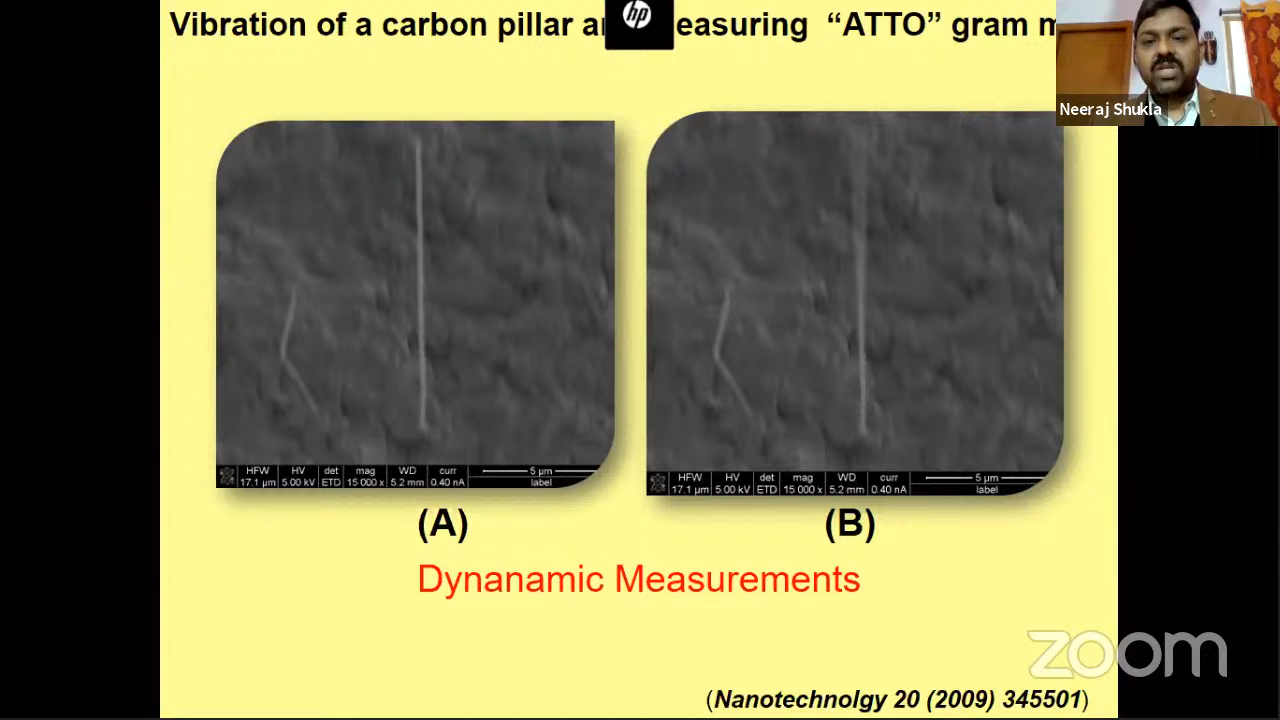 Vibration of a carbon pillar easuring “ATTO” gram
hp
Neeraj Shukla
HFW HV det mag WD curr 5 µm
17.1 µm 5.00 kV ETD 15 000 x 5.2 mm 0.40 nA label
HFW HV det mag WD curr 5 µm
17.1 µm 5.00 kV ETD 15 000 x 5.2 mm 0.40 nA label
(A) (B)
Dynanamic Measurements
zoom
(Nanotechnolgy 20 (2009) 345501)